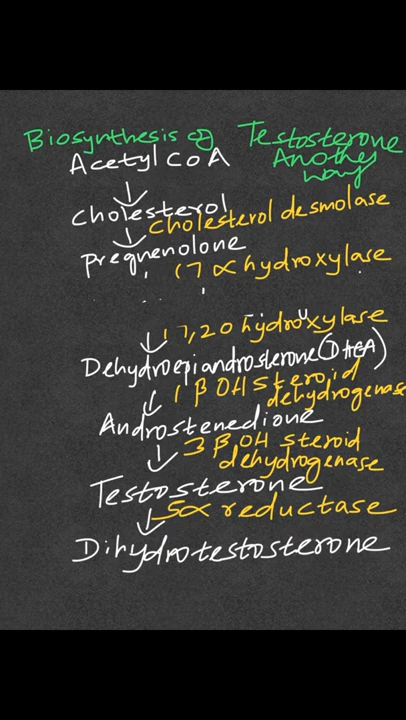 Biosynthesis of Testosterone
Acetyl CoA Another
way
Cholesterol
Cholesterol desmolase
Pregnenolone
17 α hydroxylase
17,20 hydroxylase
Dehydroepiandrosterone (DHEA)
1 β OH steroid
dehydrogenase
Androstenedione
3 β,OH steroid
dehydrogenase
Testosterone
5α reductase
Dihydrotestosterone